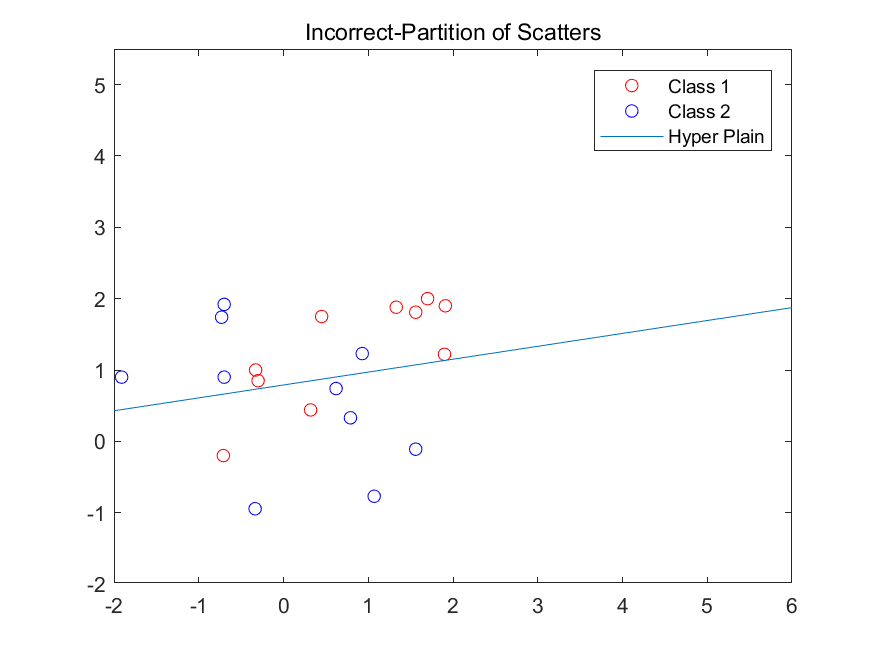 Incorrect-Partition of Scatters
Class 1
Class 2
Hyper Plain
5
4
3
2
1
0
-1
-2
-2 -1 0 1 2 3 4 5 6